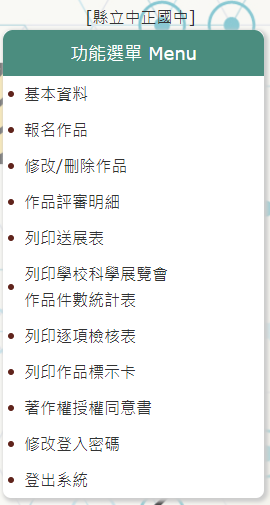 [縣立中正國中]
功能選單 Menu
基本資料
報名作品
修改/刪除作品
作品評審明細
列印送展表
列印學校科學展覽會
作品件數統計表
列印逐項檢核表
列印作品標示卡
著作權授權同意書
修改登入密碼
登出系統